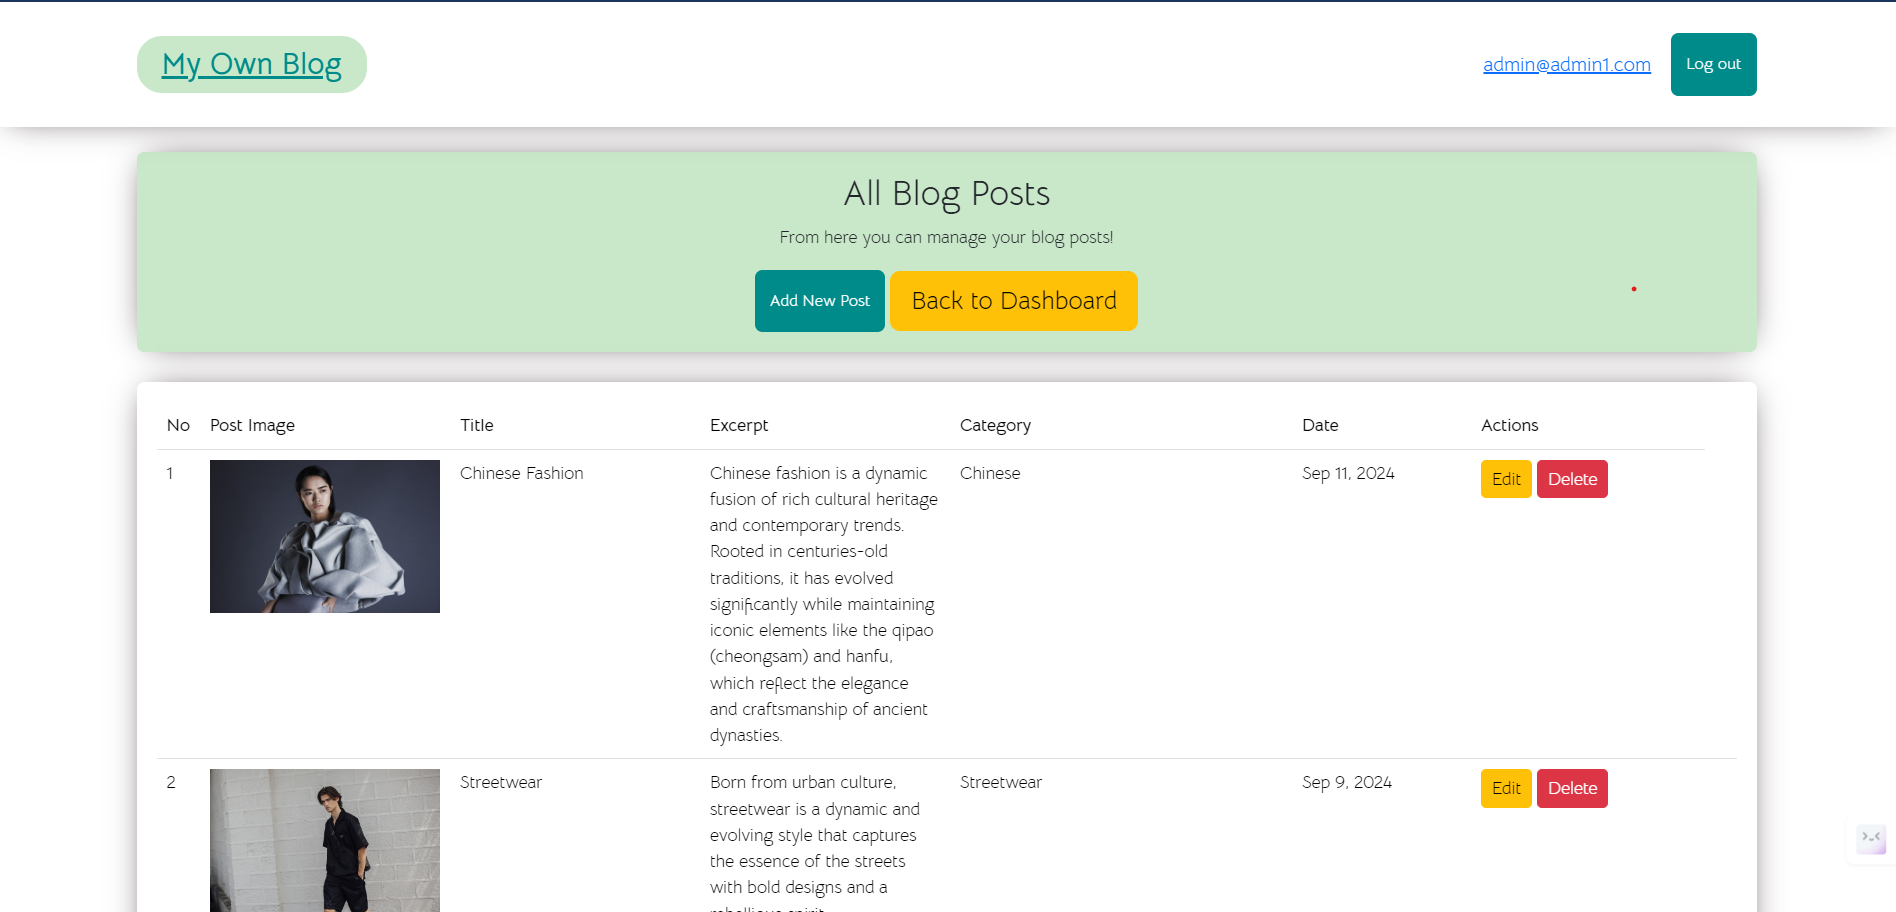 My Own Blog
admin@admin1.com
Log out
All Blog Posts
From here you can manage your blog posts!
Add New Post
Back to Dashboard
No Post Image Title Excerpt Category Date Actions
1 Chinese Fashion Chinese fashion is a dynamic Chinese Sep 11, 2024 Edit Delete
fusion of rich cultural heritage
and contemporary trends.
Rooted in centuries-old
traditions, it has evolved
significantly while maintaining
iconic elements like the qipao
(cheongsam) and hanfu,
which reflect the elegance
and craftsmanship of ancient
dynasties.
2 Streetwear Born from urban culture, Streetwear Sep 9, 2024 Edit Delete
streetwear is a dynamic and
evolving style that captures
the essence of the streets
with bold designs and a